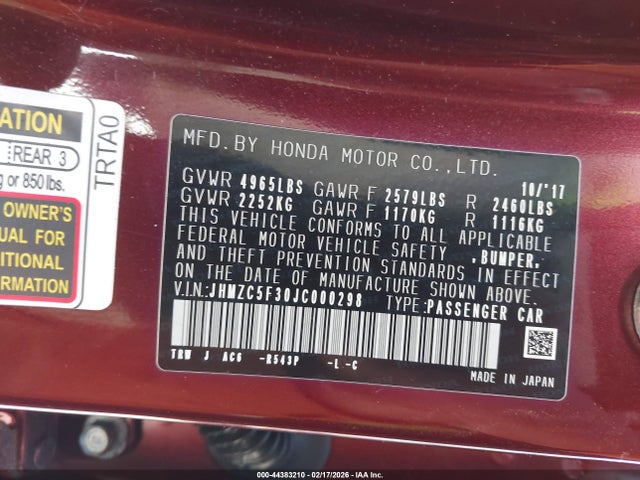 ATION
REAR 3
g or 850 lbs.
OWNER'S
UAL FOR
DITIONAL
MATION
TRTA0
MFD. BY HONDA MOTOR CO.,LTD.
10/'17
GVWR 4965LBS GAWR F 2579LBS R 2460LBS
GVWR 2252KG GAWR F 1170KG R 1116KG
THIS VEHICLE CONFORMS TO ALL APPLICABLE
FEDERAL MOTOR VEHICLE SAFETY ,BUMPER,
AND THEFT PREVENTION STANDARDS IN EFFECT
ON THE DATE OF MANUFACTURE SHOWN ABOVE.
V.I.N: JHMZC5F30JC000298 TYPE: PASSENGER CAR
TRW J AC6 -R543P -L -C
MADE IN JAPAN
000-44383210 - 02/17/2026 - IAA Inc.